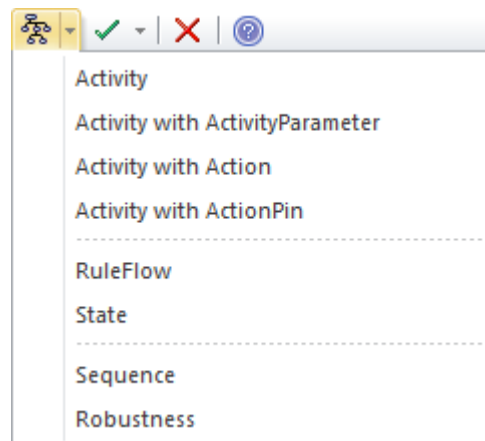 Activity
Activity with ActivityParameter
Activity with Action
Activity with ActionPin
RuleFlow
State
Sequence
Robustness